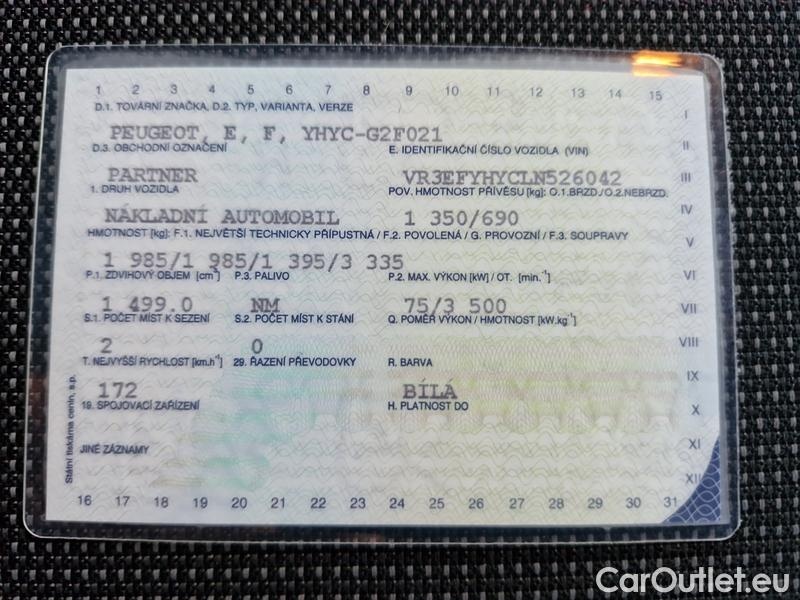 1 2 3 4 5 6 7 8 9 10 11 12 13 14 15
D.1. TOVÁRNÍ ZNAČKA, D.2. TYP, VARIANTA, VERZE I
PEUGEOT, E, F, YHYC-G2F021
D.3. OBCHODNÍ OZNAČENÍ E. IDENTIFIKAČNÍ ČÍSLO VOZIDLA (VIN) II
PARTNER VR3EFYHYCLN526042 III
1. DRUH VOZIDLA POV. HMOTNOST PŘÍVĚSU [kg]: O.1.BRZD./O.2.NEBRZD.
NÁKLADNÍ AUTOMOBIL 1 350/690 IV
HMOTNOST [kg]: F.1. NEJVĚTŠÍ TECHNICKY PŘÍPUSTNÁ / F.2. POVOLENÁ / G. PROVOZNÍ / F.3. SOUPRAVY V
1 985/1 985/1 395/3 335
P.1. ZDVIHOVÝ OBJEM [cm³] P.3. PALIVO P.2. MAX. VÝKON [kW] / OT. [min.⁻¹] VI
1 499.0 NM 75/3 500 VII
S.1. POČET MÍST K SEZENÍ S.2. POČET MÍST K STÁNÍ Q. POMĚR VÝKON / HMOTNOST [kW.kg⁻¹]
2 0 VIII
T. NEJVYŠŠÍ RYCHLOST [km.h⁻¹] 29. ŘAZENÍ PŘEVODOVKY R. BARVA
172 BÍLÁ IX
19. SPOJOVACÍ ZAŘÍZENÍ H. PLATNOST DO X
JINÉ ZÁZNAMY XI
XII
Státní tiskárna cenin, s.p.
16 17 18 19 20 21 22 23 24 25 26 27 28 29 30 31
CarOutlet.eu